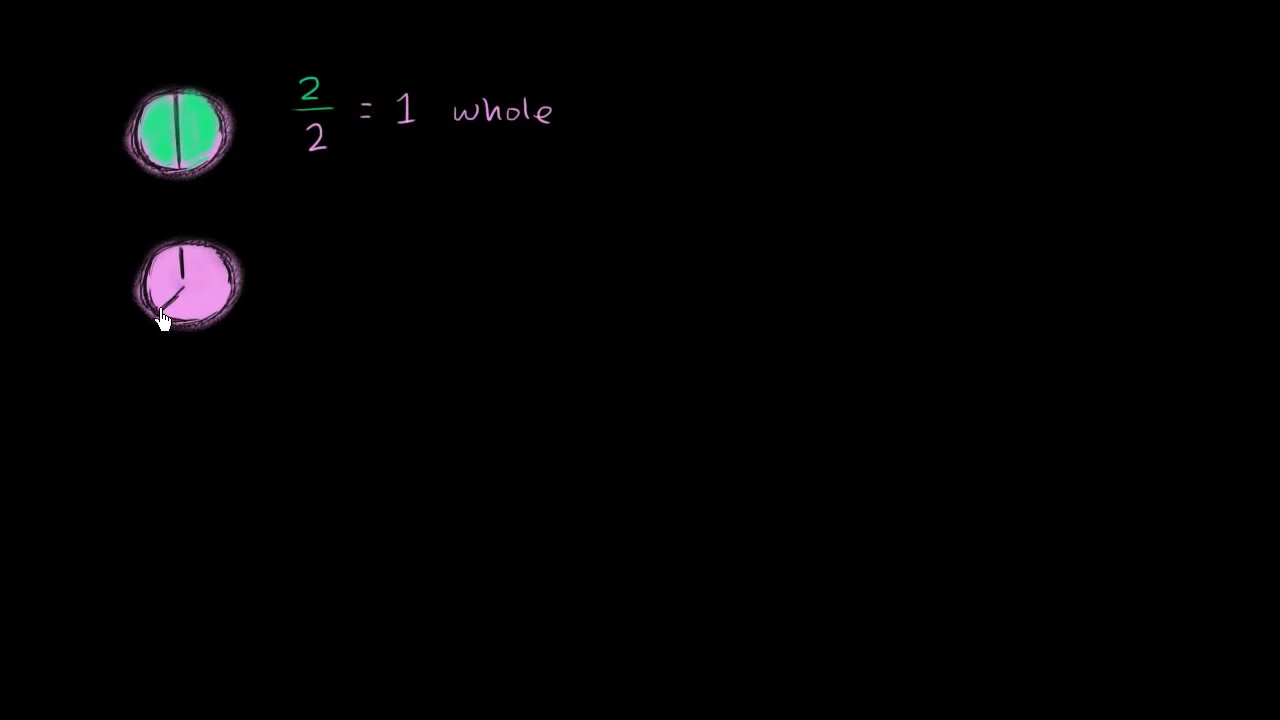 2/2 = 1 whole